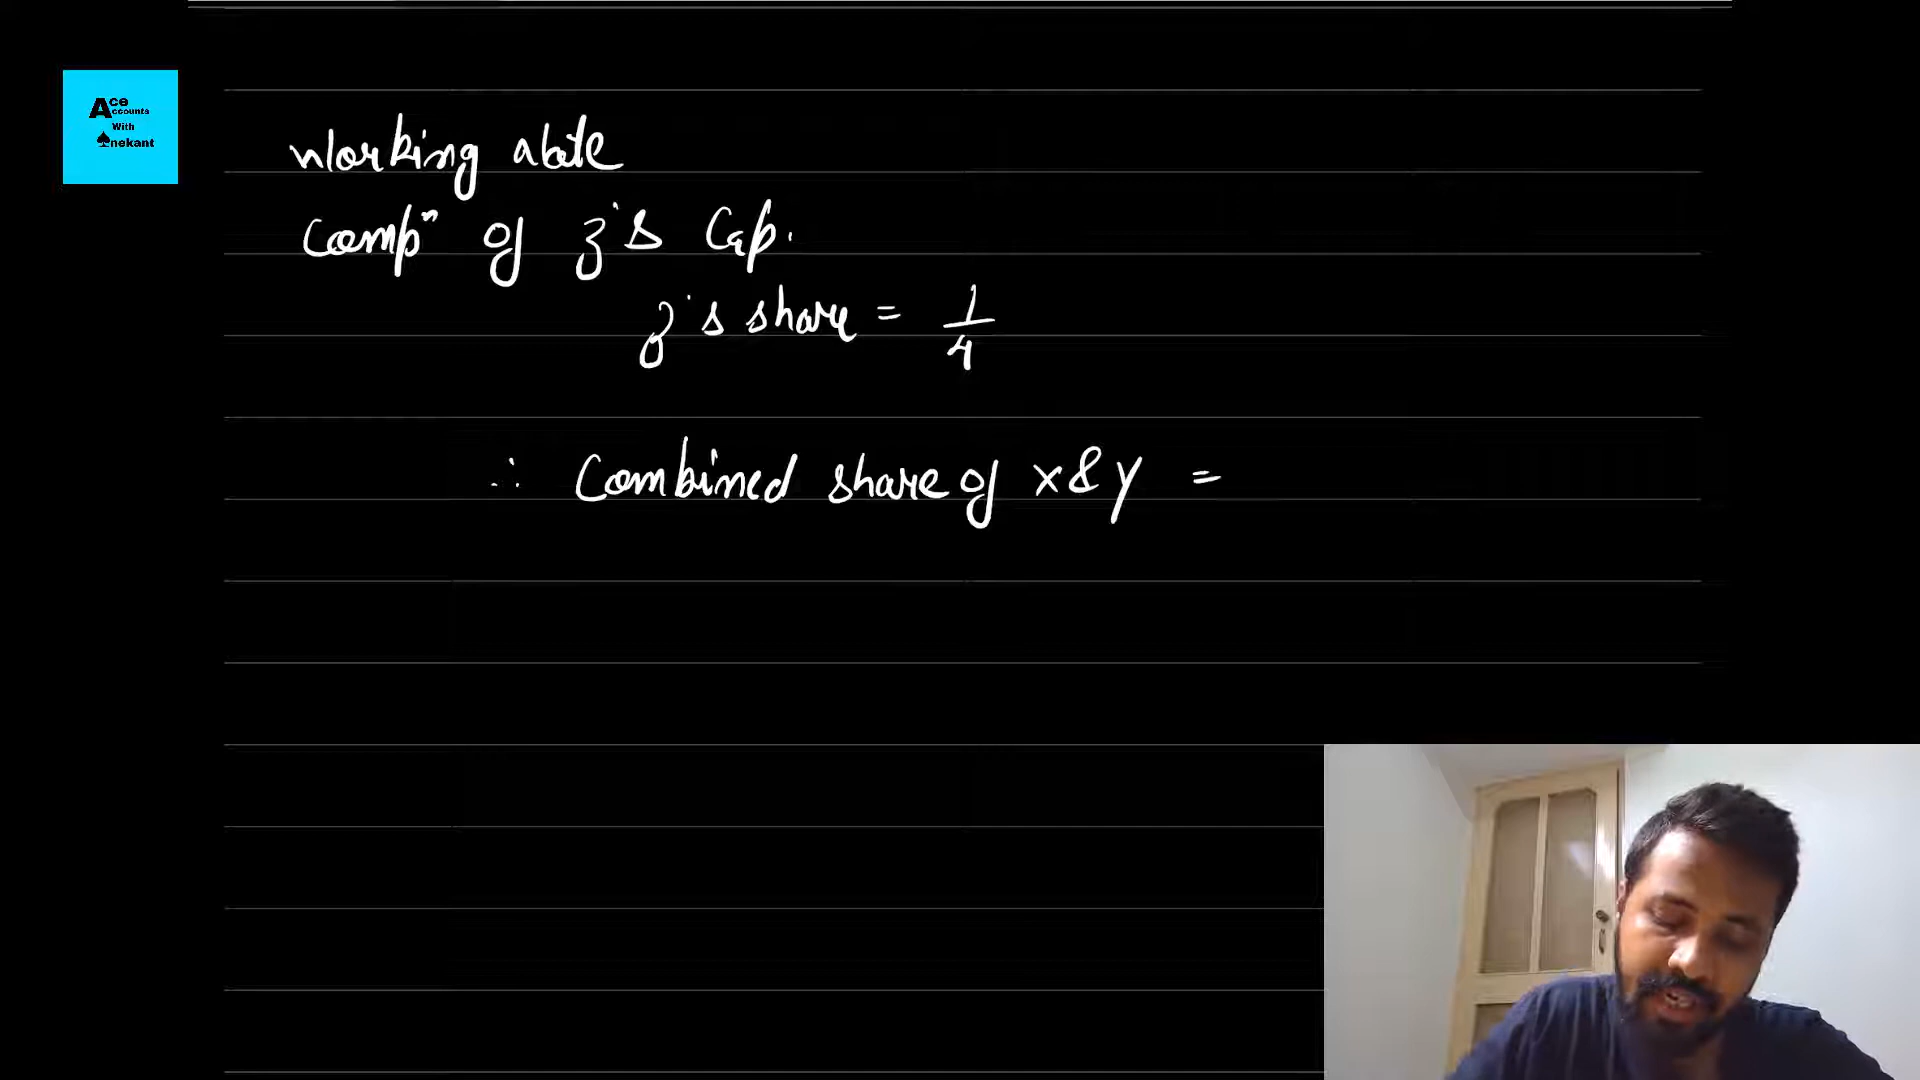 Ace
Accounts
With
Anekant
Working Note
Compⁿ of Z's Cap.
Z's share = 1/4
∴ Combined share of X & Y =